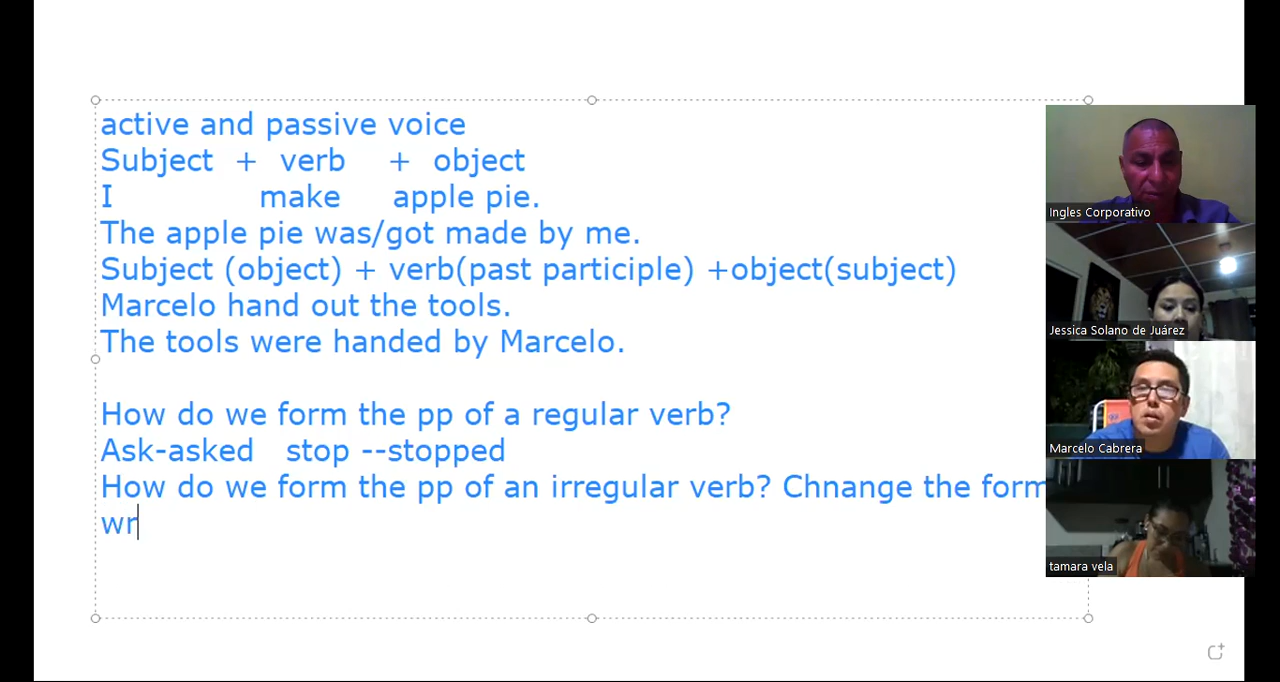 active and passive voice
Subject + verb + object
I make apple pie.
The apple pie was/got made by me.
Subject (object) + verb(past participle) +object(subject)
Marcelo hand out the tools.
The tools were handed by Marcelo.
How do we form the pp of a regular verb?
Ask-asked stop --stopped
How do we form the pp of an irregular verb? Chnange the form
wr
Ingles Corporativo
Jessica Solano de Juárez
Marcelo Cabrera
tamara vela